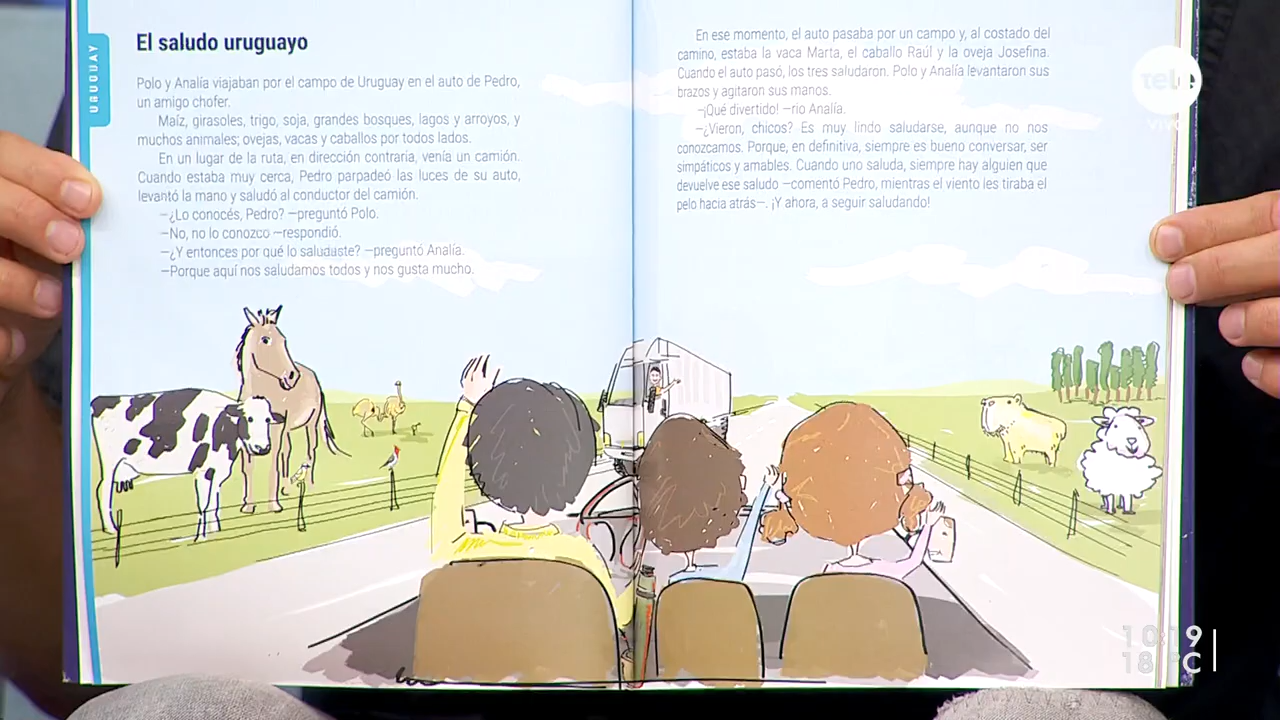 URUGUAY
El saludo uruguayo
Polo y Analía viajaban por el campo de Uruguay en el auto de Pedro,
un amigo chofer.
Maíz, girasoles, trigo, soja, grandes bosques, lagos y arroyos, y
muchos animales; ovejas, vacas y caballos por todos lados.
En un lugar de la ruta, en dirección contraria, venía un camión.
Cuando estaba muy cerca, Pedro parpadeó las luces de su auto,
levantó la mano y saludó al conductor del camión.
—¿Lo conocés, Pedro? —preguntó Polo.
—No, no lo conozco —respondió.
—¿Y entonces por qué lo saludaste? —preguntó Analía.
—Porque aquí nos saludamos todos y nos gusta mucho.
En ese momento, el auto pasaba por un campo y, al costado del
camino, estaba la vaca Marta, el caballo Raúl y la oveja Josefina.
Cuando el auto pasó, los tres saludaron. Polo y Analía levantaron sus
brazos y agitaron sus manos.
—¡Qué divertido! —rio Analía.
—¿Vieron, chicos? Es muy lindo saludarse, aunque no nos
conozcamos. Porque, en definitiva, siempre es bueno conversar, ser
simpáticos y amables. Cuando uno saluda, siempre hay alguien que
devuelve ese saludo —comentó Pedro, mientras el viento les tiraba el
pelo hacia atrás—. ¡Y ahora, a seguir saludando!
tele
VIVO
10:19
18°C